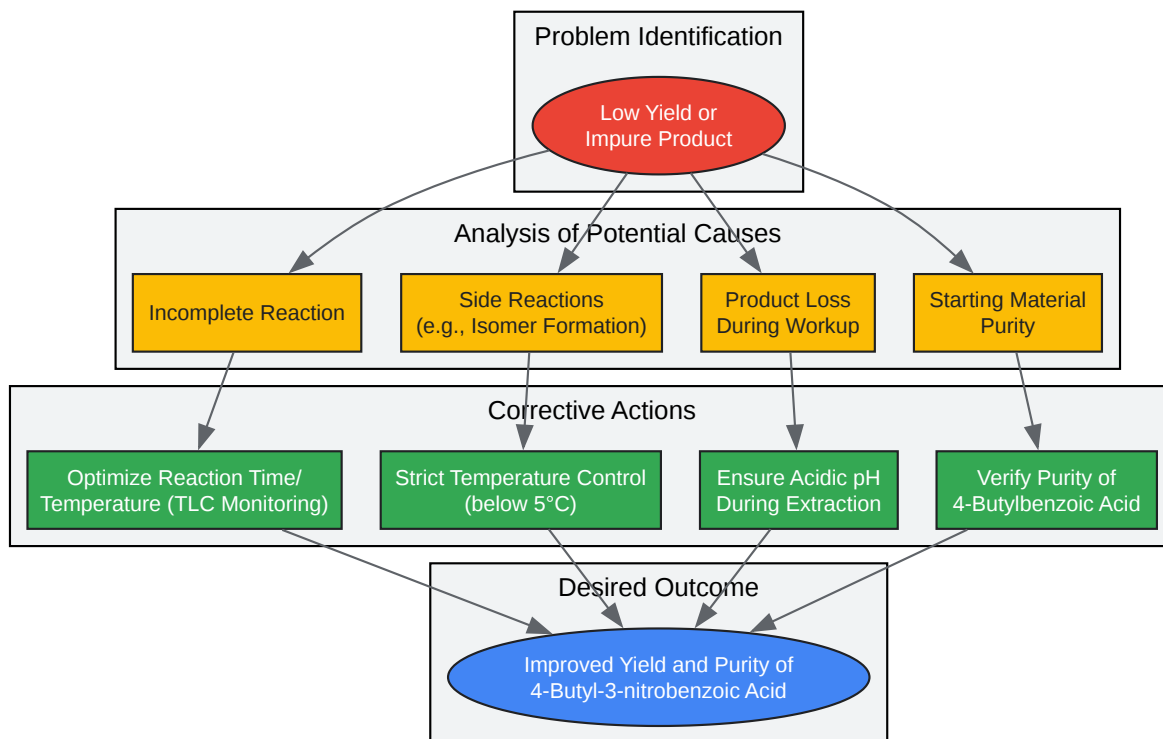 Problem Identification
Low Yield or
Impure Product
Analysis of Potential Causes
Incomplete Reaction
Side Reactions
(e.g., Isomer Formation)
Product Loss
During Workup
Starting Material
Purity
Corrective Actions
Optimize Reaction Time/
Temperature (TLC Monitoring)
Strict Temperature Control
(below 5°C)
Ensure Acidic pH
During Extraction
Verify Purity of
4-Butylbenzoic Acid
Desired Outcome
Improved Yield and Purity of
4-Butyl-3-nitrobenzoic Acid